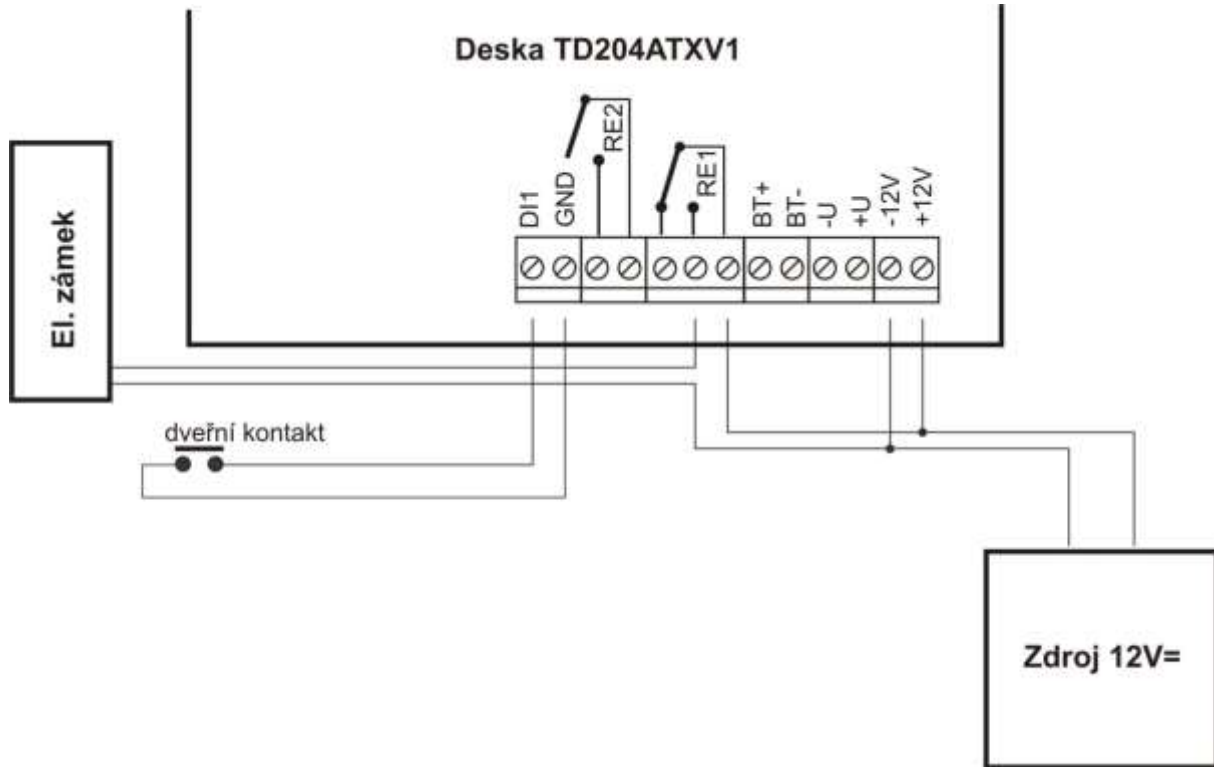 Deska TD204ATXV1
El. zámek
DI1
GND
RE2
RE1
BT+
BT-
-U
+U
-12V
+12V
dveřní kontakt
Zdroj 12V=